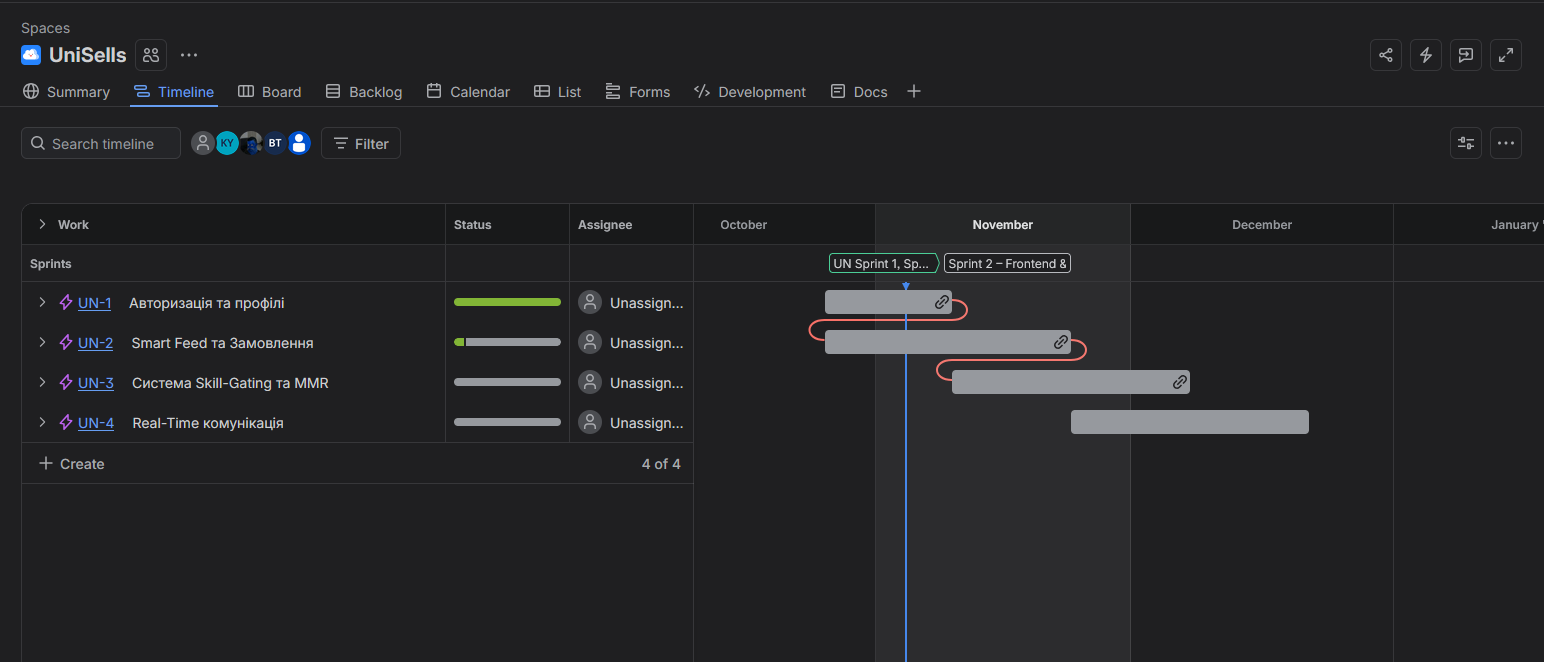 Spaces
UniSells
Summary Timeline Board Backlog Calendar List Forms Development Docs
Search timeline KY BT Filter
Work Status Assignee October November December January
Sprints UN Sprint 1, Sp... Sprint 2 – Frontend &
UN-1 Авторизація та профілі Unassign...
UN-2 Smart Feed та Замовлення Unassign...
UN-3 Система Skill-Gating та MMR Unassign...
UN-4 Real-Time комунікація Unassign...
Create 4 of 4